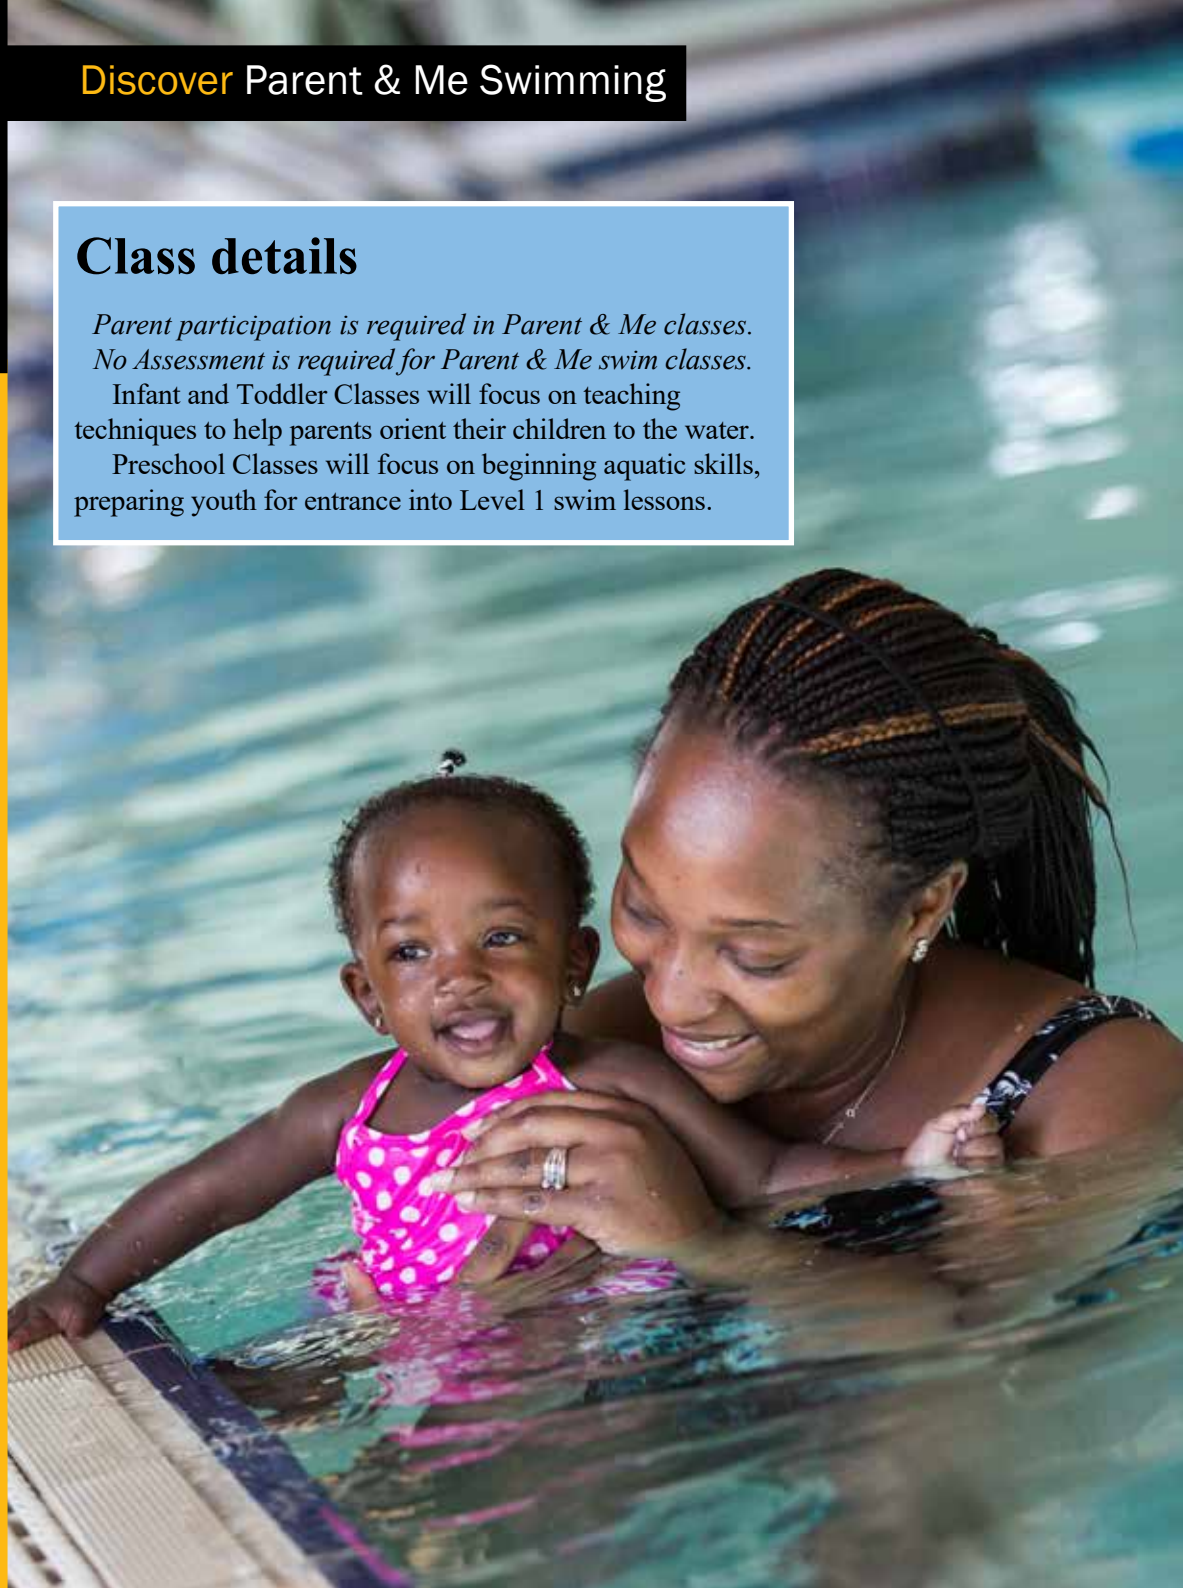 Discover Parent & Me Swimming
Class details
Parent participation is required in Parent & Me classes.
No Assessment is required for Parent & Me swim classes.
Infant and Toddler Classes will focus on teaching
techniques to help parents orient their children to the water.
Preschool Classes will focus on beginning aquatic skills,
preparing youth for entrance into Level 1 swim lessons.